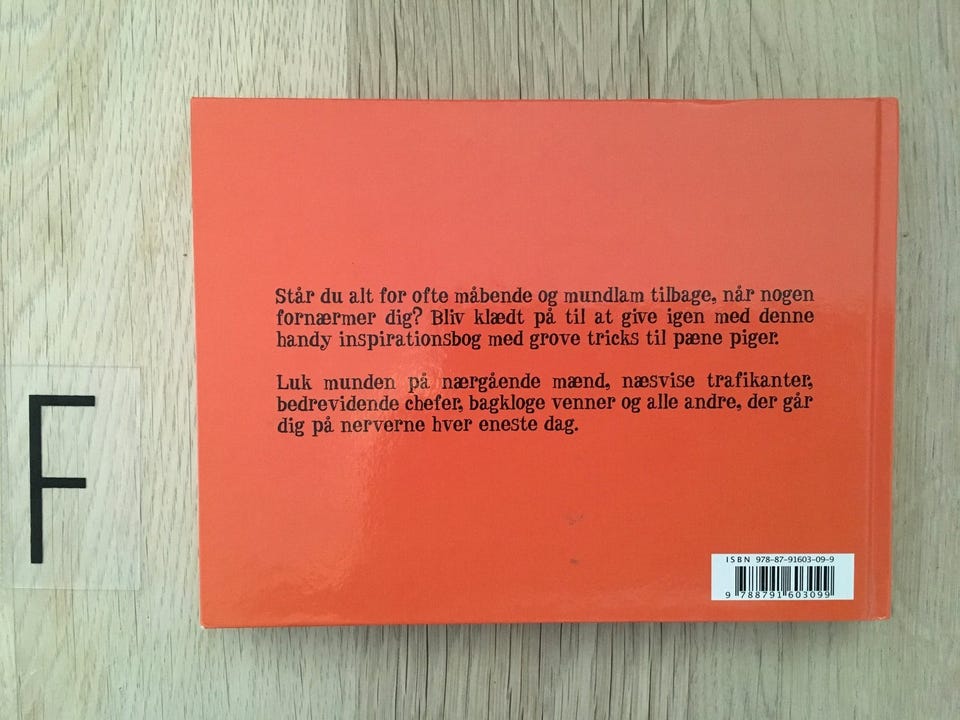 Står du alt for ofte måbende og mundlam tilbage, når nogen
fornærmer dig? Bliv klædt på til at give igen med denne
handy inspirationsbog med grove tricks til pæne piger.
Luk munden på nærgående mænd, næsvise trafikanter,
bedrevidende chefer, bagkloge venner og alle andre, der går
dig på nerverne hver eneste dag.
F
ISBN 978-87-91603-09-9
9 788791 603099